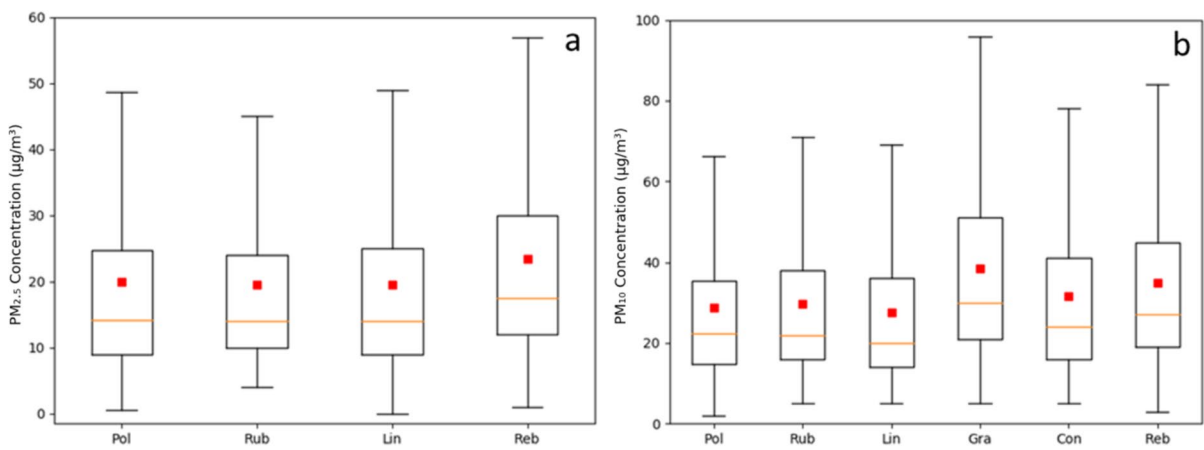 a
PM₂.₅ Concentration (µg/m³)
60
50
40
30
20
10
0
Pol Rub Lin Reb
b
PM₁₀ Concentration (µg/m³)
100
80
60
40
20
0
Pol Rub Lin Gra Con Reb